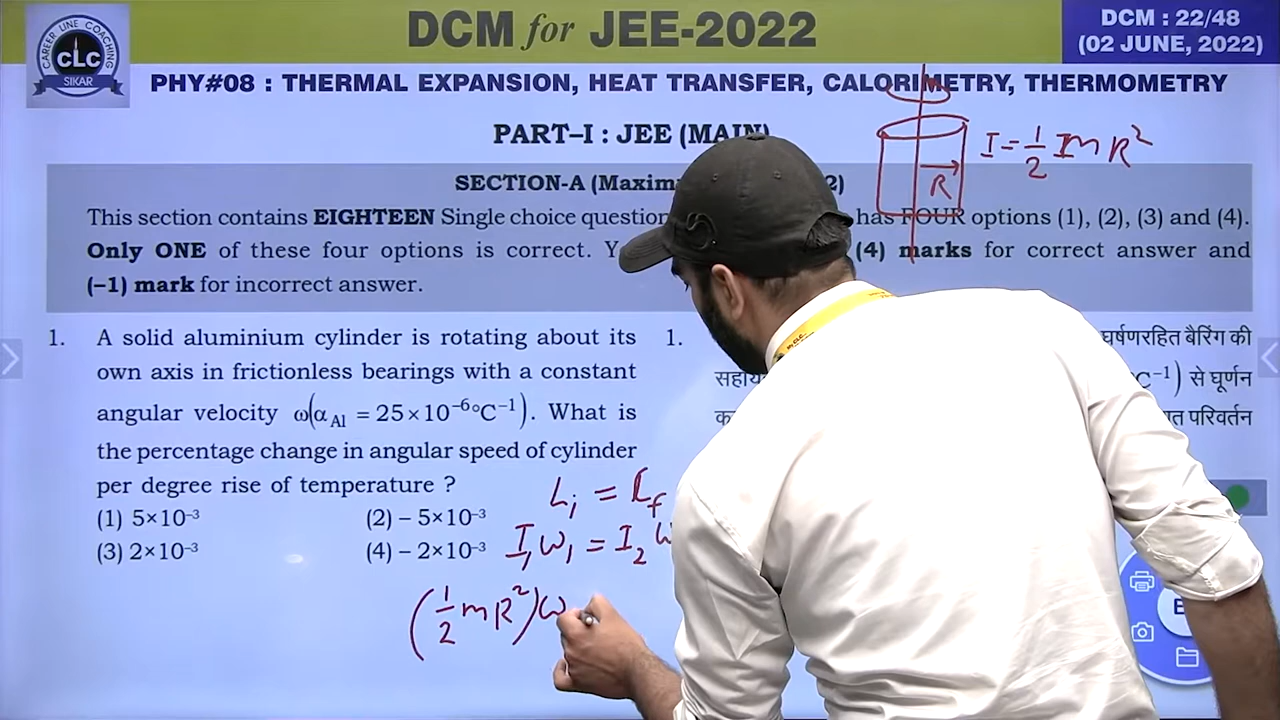 DCM for JEE-2022
DCM : 22/48
(02 JUNE, 2022)
CAREER LINE COACHING
CLC
SIKAR
PHY#08 : THERMAL EXPANSION, HEAT TRANSFER, CALORIMETRY, THERMOMETRY
PART–I : JEE (MAIN)
SECTION-A (Maxim 2)
This section contains EIGHTEEN Single choice question has FOUR options (1), (2), (3) and (4).
Only ONE of these four options is correct. Y (4) marks for correct answer and
(–1) mark for incorrect answer.
R
I = 1/2 m R²
1. A solid aluminium cylinder is rotating about its
own axis in frictionless bearings with a constant
angular velocity ω(α_Al = 25×10⁻⁶°C⁻¹). What is
the percentage change in angular speed of cylinder
per degree rise of temperature ?
(1) 5×10⁻³ (2) – 5×10⁻³
(3) 2×10⁻³ (4) – 2×10⁻³
1. घर्षणरहित बैरिंग की
C⁻¹) से घूर्णन
परिवर्तन
L_i = L_f
I₁ω₁ = I₂ω
(1/2 mR²)ω